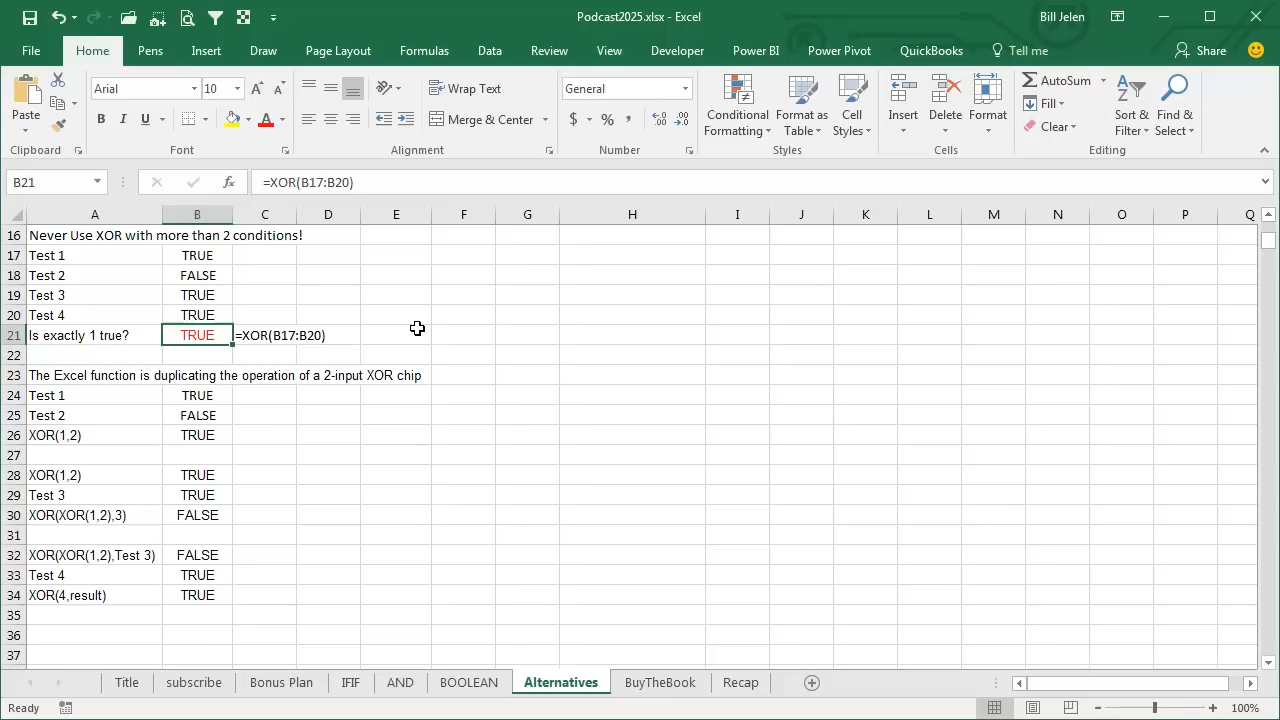 Podcast2025.xlsx - Excel
Bill Jelen
File Home Pens Insert Draw Page Layout Formulas Data Review View Developer Power BI Power Pivot QuickBooks Tell me Share
Paste
Clipboard
Arial 10
B I U A
Font
Wrap Text
Merge & Center
Alignment
General
$ % ,
Number
Conditional Formatting
Format as Table
Cell Styles
Styles
Insert Delete Format
Cells
AutoSum
Fill
Clear
Sort & Filter
Find & Select
Editing
B21 fx =XOR(B17:B20)
A B C D E F G H I J K L M N O P Q
16 Never Use XOR with more than 2 conditions!
17 Test 1 TRUE
18 Test 2 FALSE
19 Test 3 TRUE
20 Test 4 TRUE
21 Is exactly 1 true? TRUE =XOR(B17:B20)
22
23 The Excel function is duplicating the operation of a 2-input XOR chip
24 Test 1 TRUE
25 Test 2 FALSE
26 XOR(1,2) TRUE
27
28 XOR(1,2) TRUE
29 Test 3 TRUE
30 XOR(XOR(1,2),3) FALSE
31
32 XOR(XOR(1,2),Test 3) FALSE
33 Test 4 TRUE
34 XOR(4,result) TRUE
35
36
37
Title subscribe Bonus Plan IFIF AND BOOLEAN Alternatives BuyTheBook Recap
Ready 100%